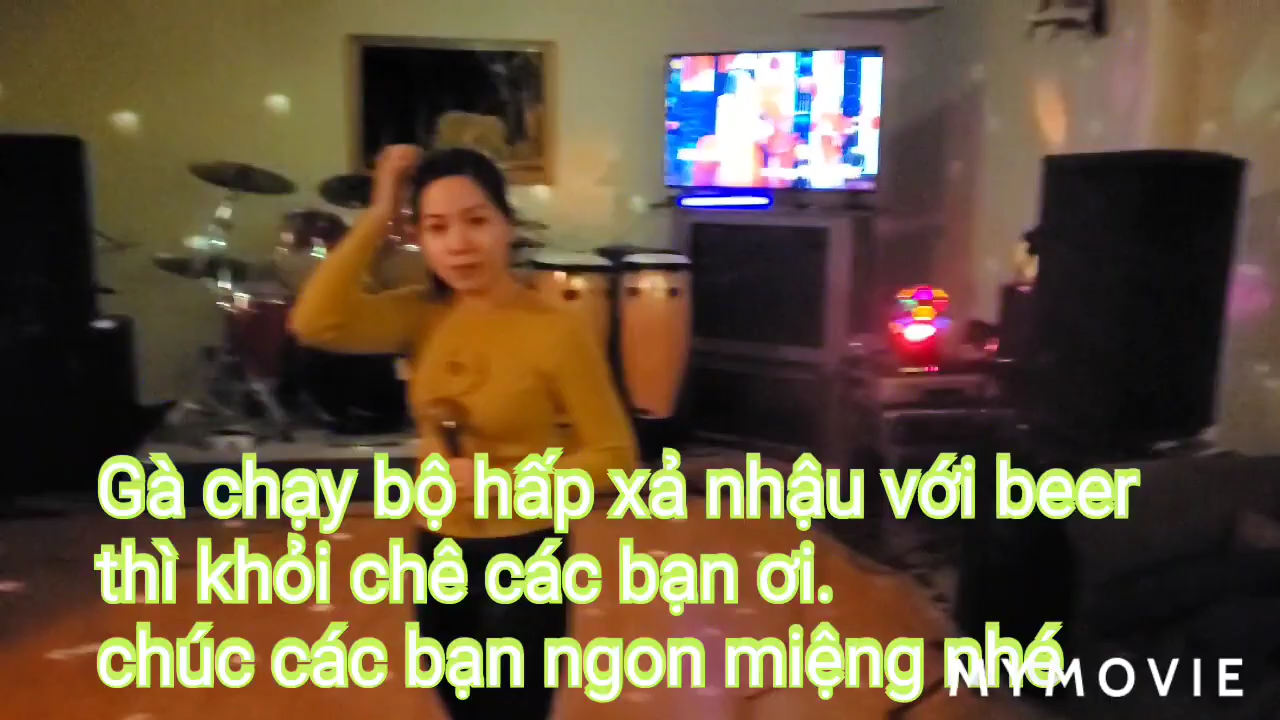 Gà chạy bộ hấp xả nhậu với beer
thì khỏi chê các bạn ơi.
chúc các bạn ngon miệng nhé
MYMOVIE